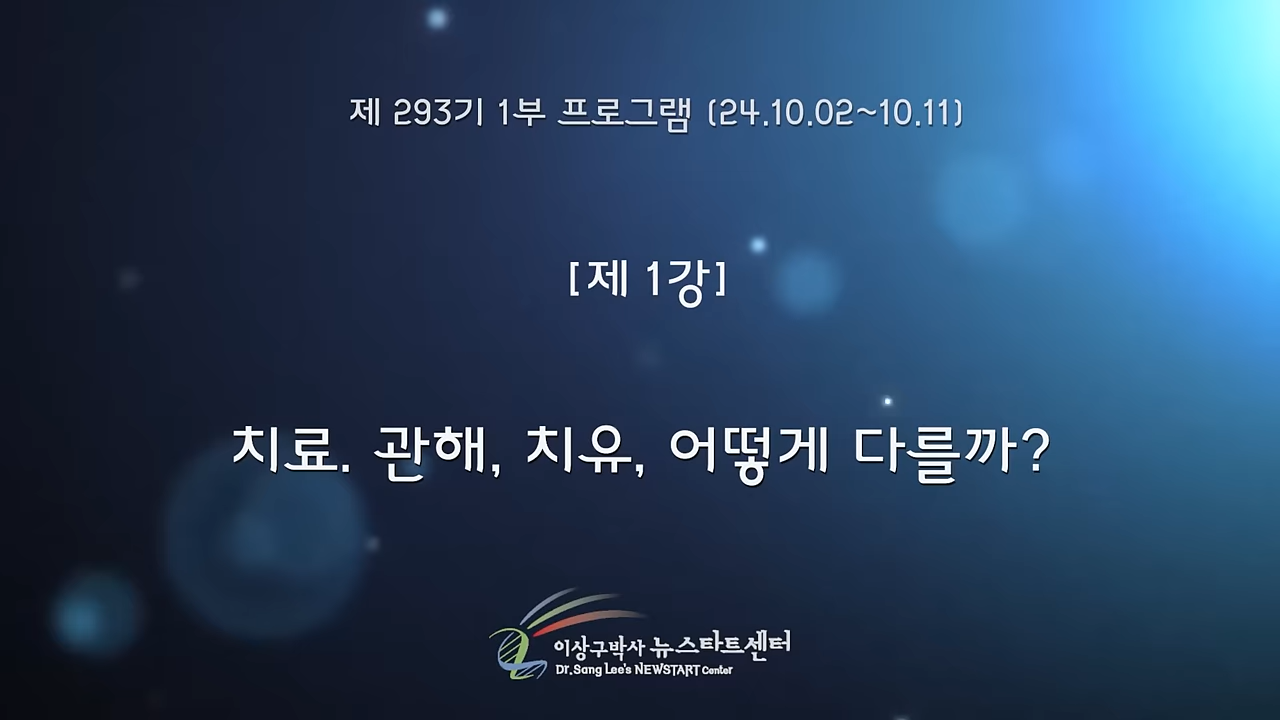 제 293기 1부 프로그램 (24.10.02~10.11)
[제 1강]
치료. 관해, 치유, 어떻게 다를까?
이상구박사 뉴스타트센터
Dr.Sang Lee's NEWSTART Center